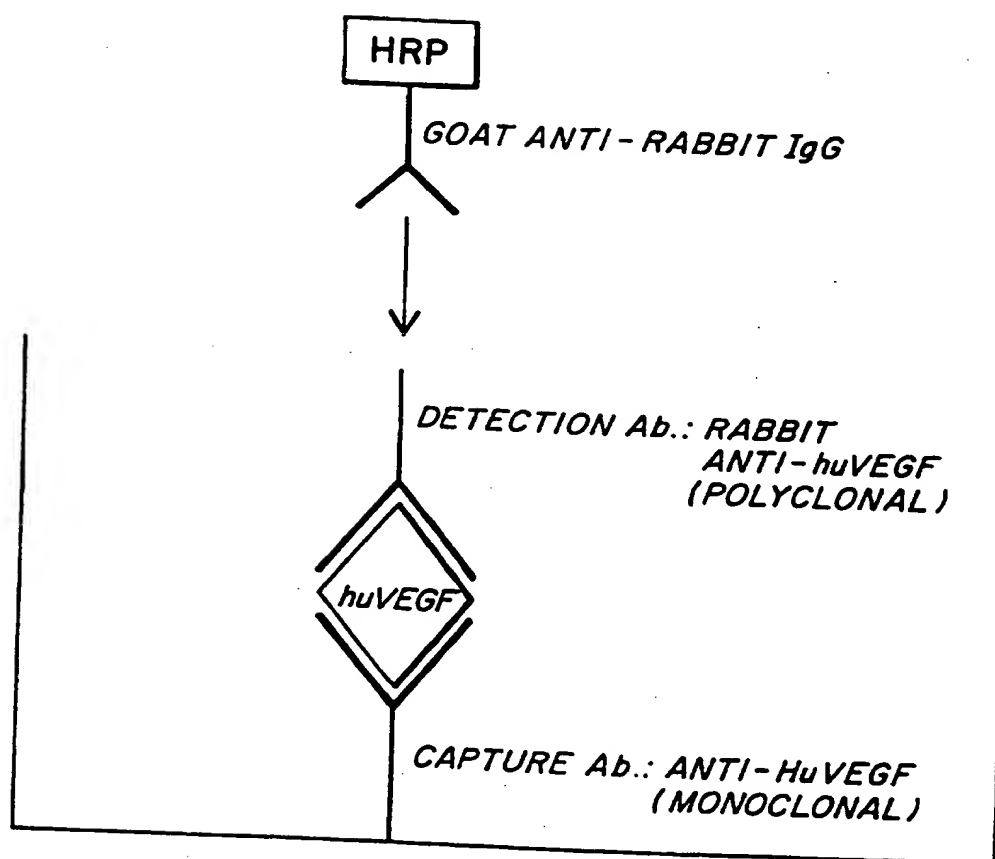 HRP
GOAT ANTI-RABBIT IgG
DETECTION Ab.: RABBIT
ANTI-huVEGF
(POLYCLONAL)
huVEGF
CAPTURE Ab.: ANTI-HuVEGF
(MONOCLONAL)